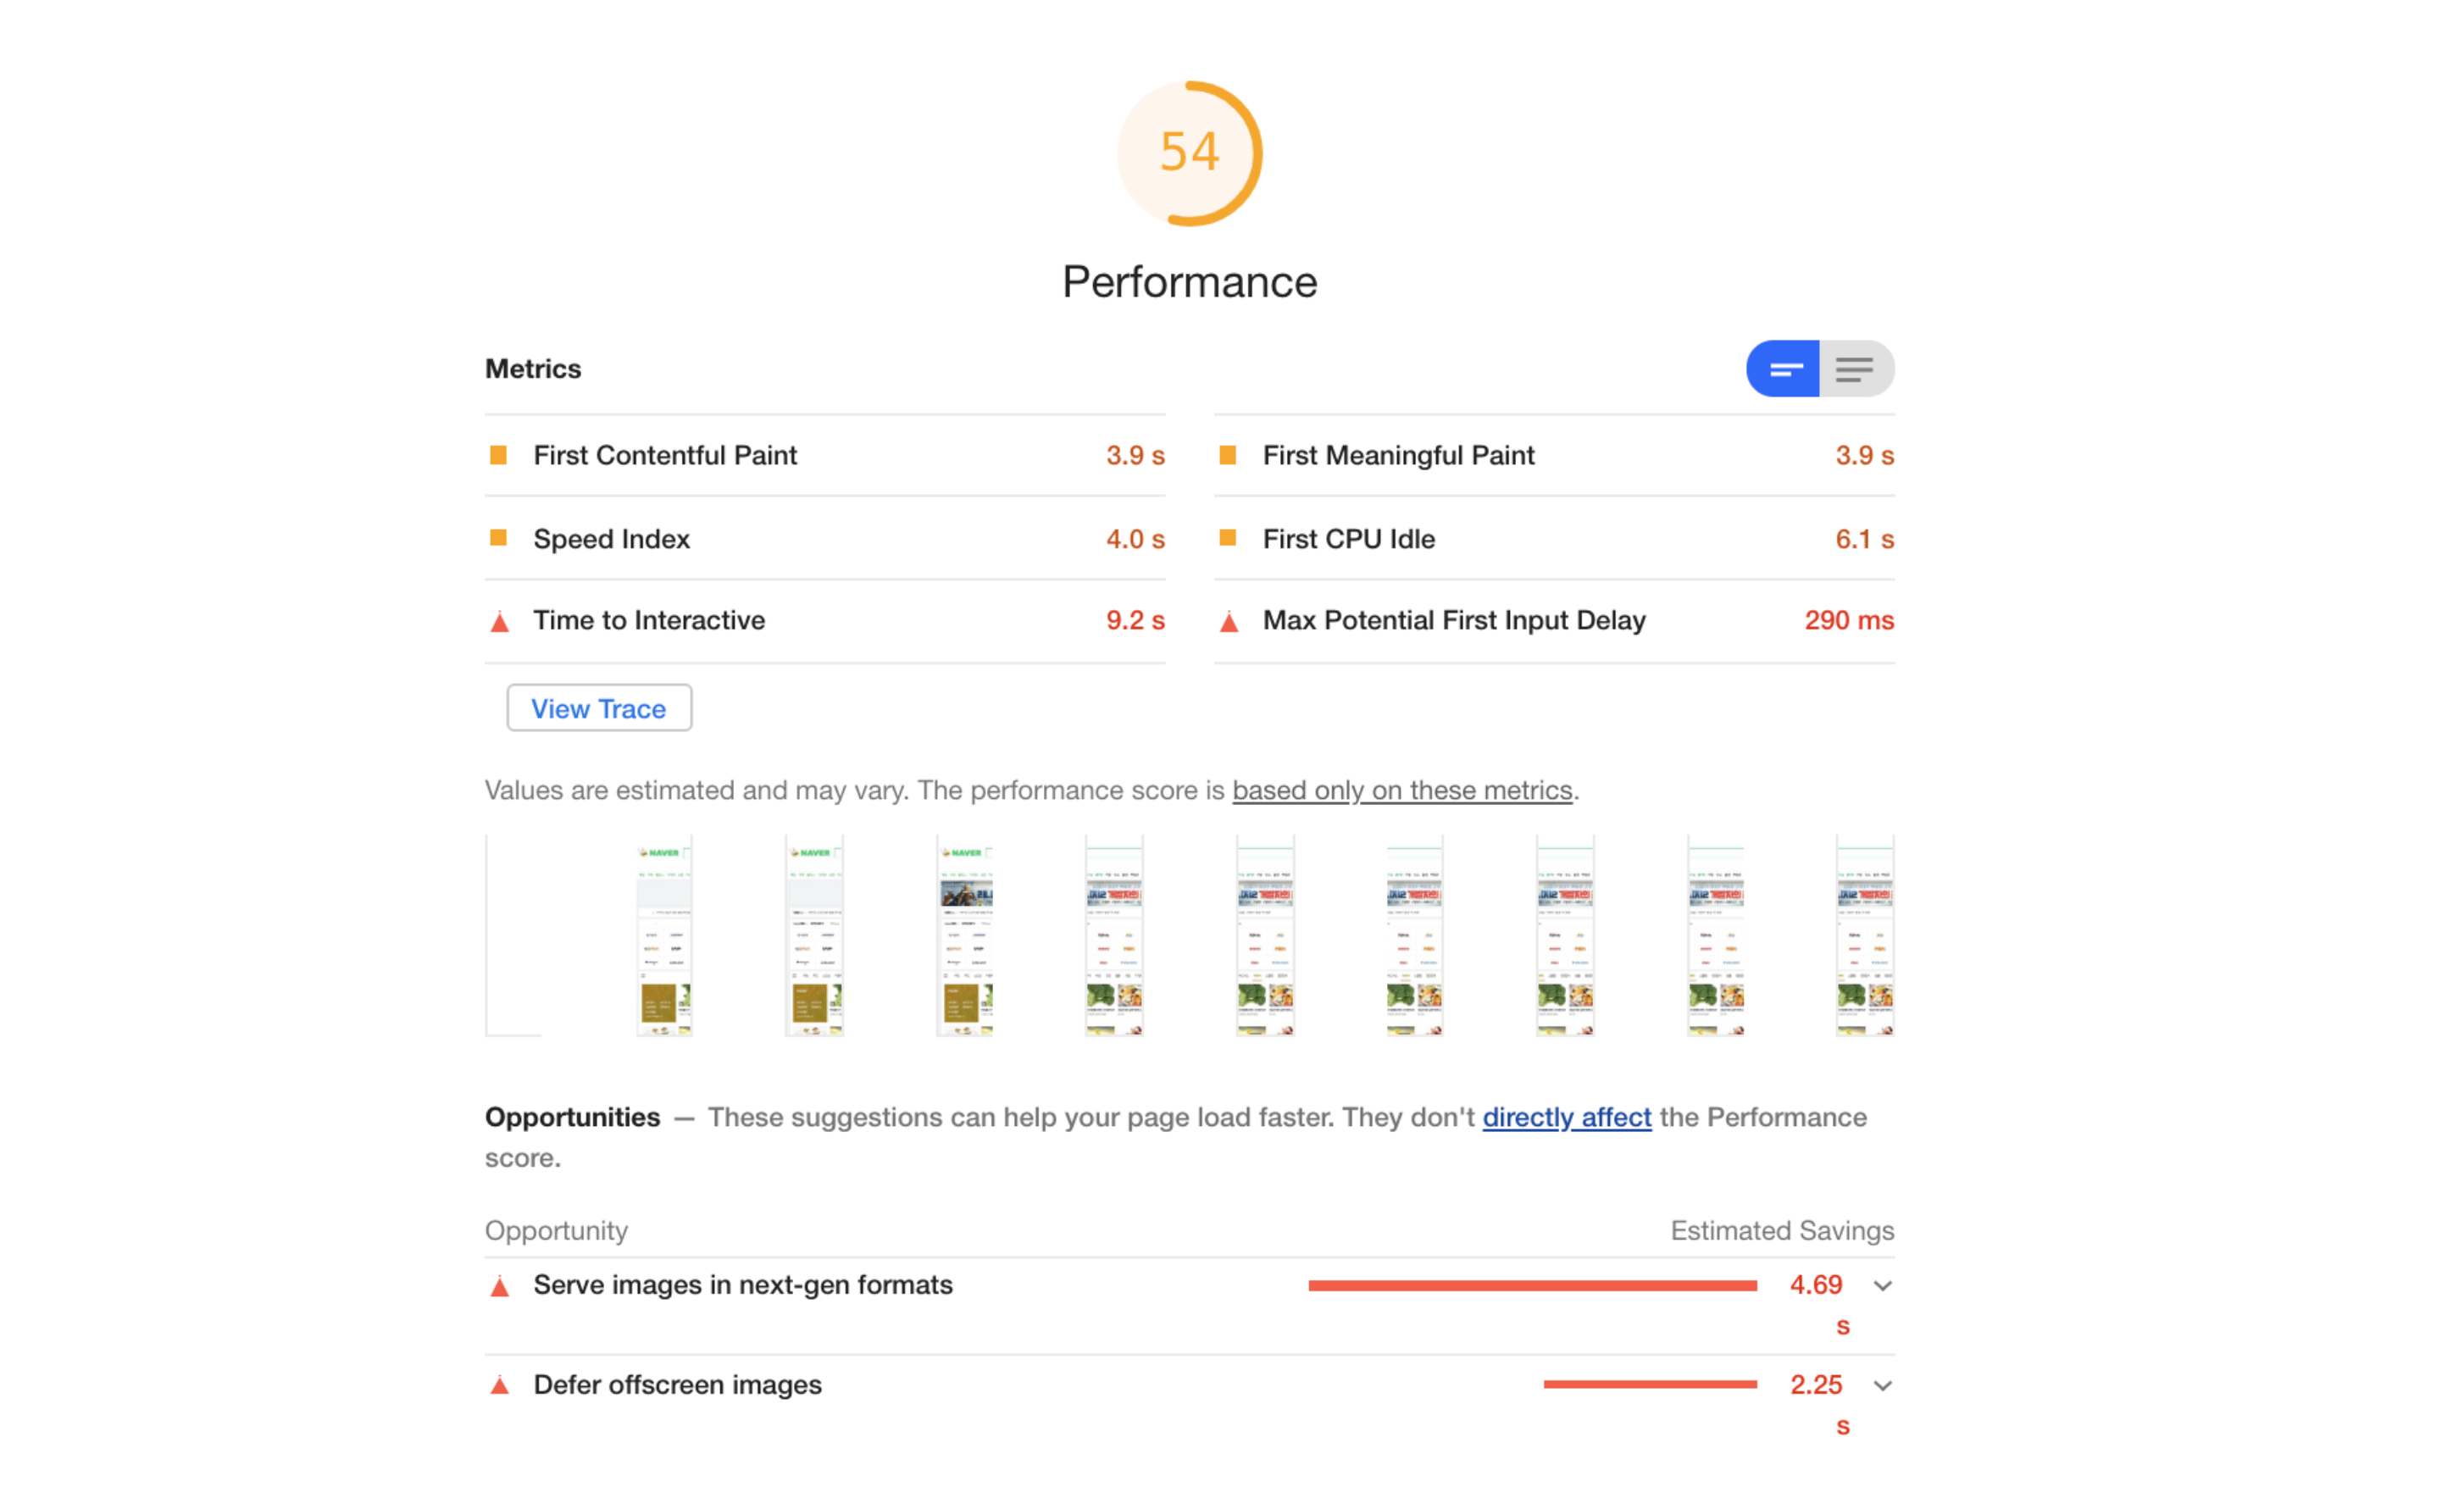 54
Performance
Metrics
First Contentful Paint 3.9 s
First Meaningful Paint 3.9 s
Speed Index 4.0 s
First CPU Idle 6.1 s
Time to Interactive 9.2 s
Max Potential First Input Delay 290 ms
View Trace
Values are estimated and may vary. The performance score is based only on these metrics.
NAVER
NAVER
NAVER
Opportunities — These suggestions can help your page load faster. They don't directly affect the Performance
score.
Opportunity Estimated Savings
Serve images in next-gen formats 4.69
s
Defer offscreen images 2.25
s